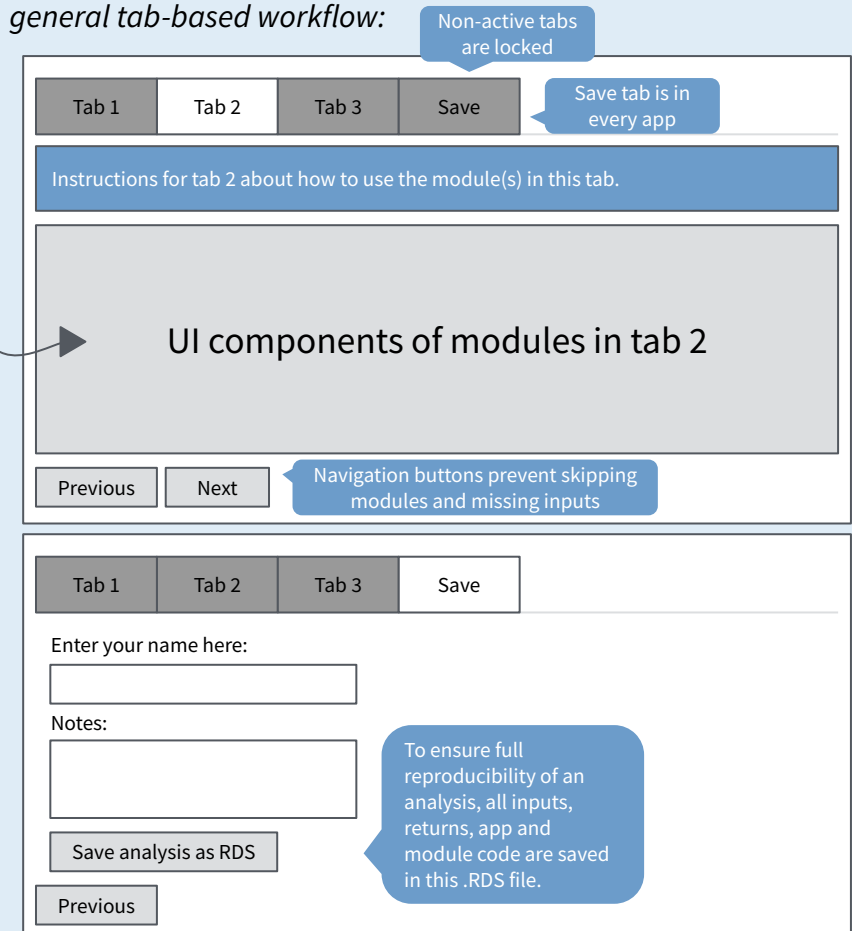 general tab-based workflow:
Non-active tabs
are locked
Tab 1
Tab 2
Tab 3
Save
Save tab is in
every app
Instructions for tab 2 about how to use the module(s) in this tab.
UI components of modules in tab 2
Previous
Next
Navigation buttons prevent skipping
modules and missing inputs
Tab 1
Tab 2
Tab 3
Save
Enter your name here:
Notes:
To ensure full
reproducibility of an
analysis, all inputs,
returns, app and
module code are saved
in this .RDS file.
Save analysis as RDS
Previous